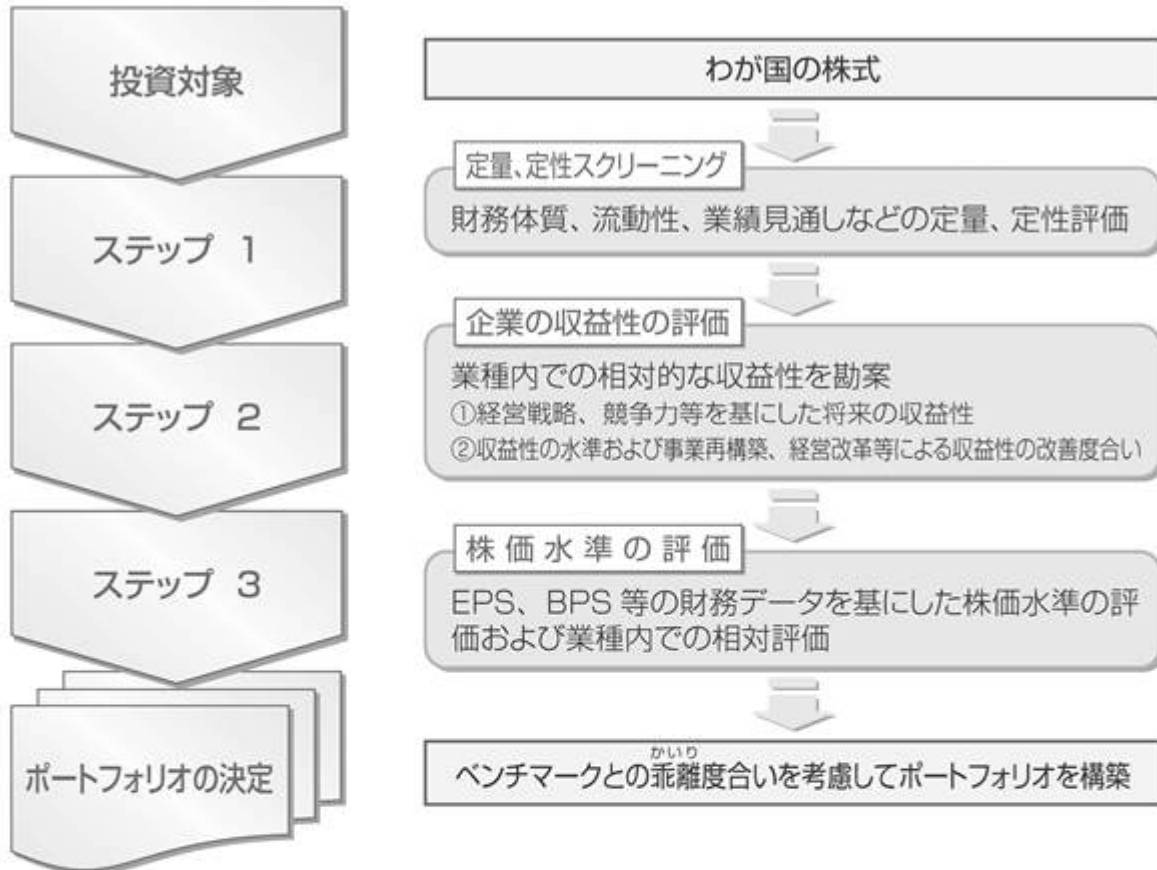 投資対象
わが国の株式
ステップ 1
定量、定性スクリーニング
財務体質、流動性、業績見通しなどの定量、定性評価
ステップ 2
企業の収益性の評価
業種内での相対的な収益性を勘案
①経営戦略、競争力等を基にした将来の収益性
②収益性の水準および事業再構築、経営改革等による収益性の改善度合い
ステップ 3
株価水準の評価
EPS、BPS 等の財務データを基にした株価水準の評
価および業種内での相対評価
ポートフォリオの決定
かいり
ベンチマークとの乖離度合いを考慮してポートフォリオを構築